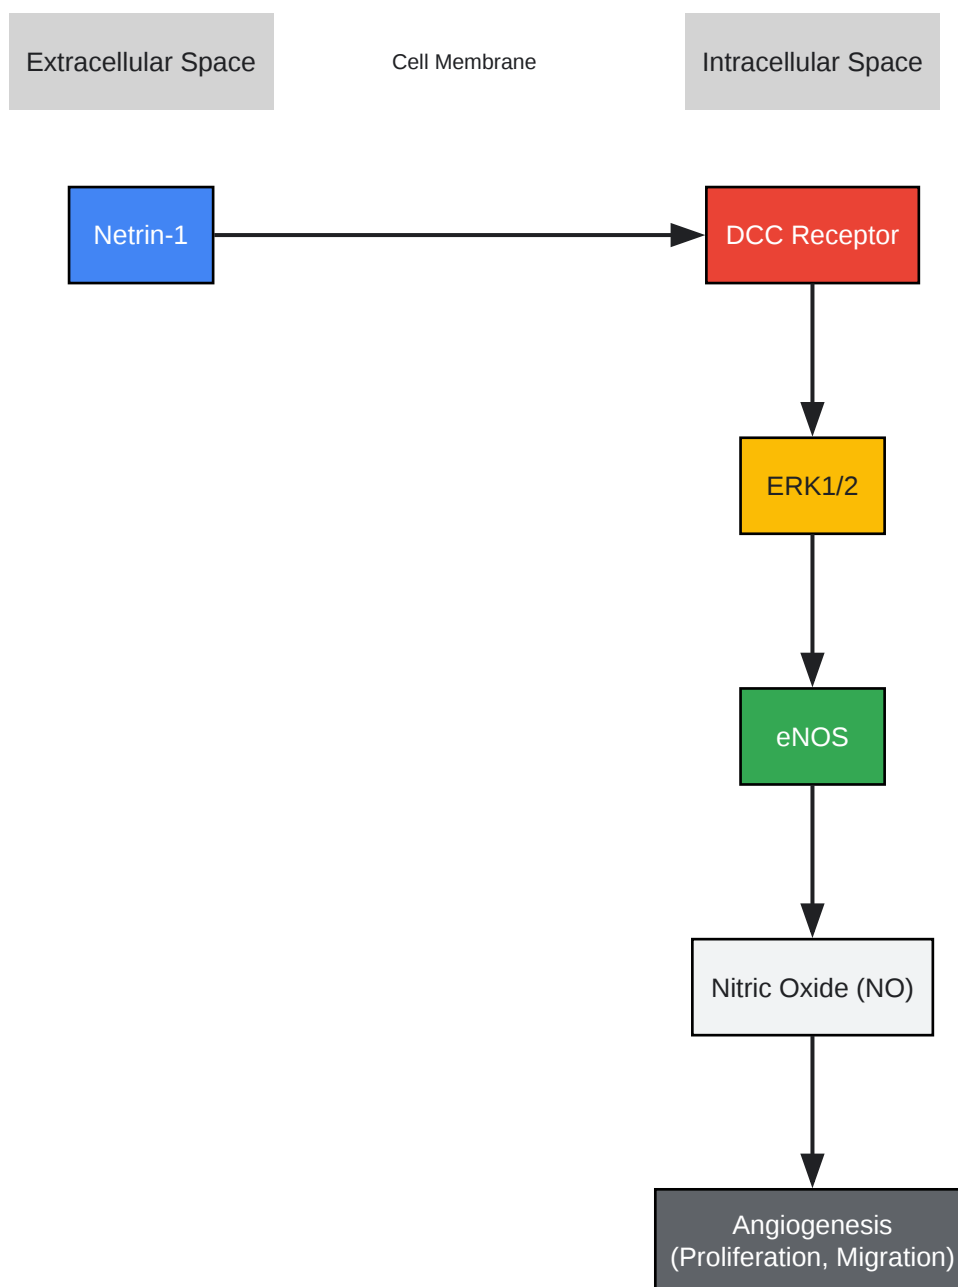 Extracellular Space
Cell Membrane
Intracellular Space
Netrin-1
DCC Receptor
ERK1/2
eNOS
Nitric Oxide (NO)
Angiogenesis
(Proliferation, Migration)